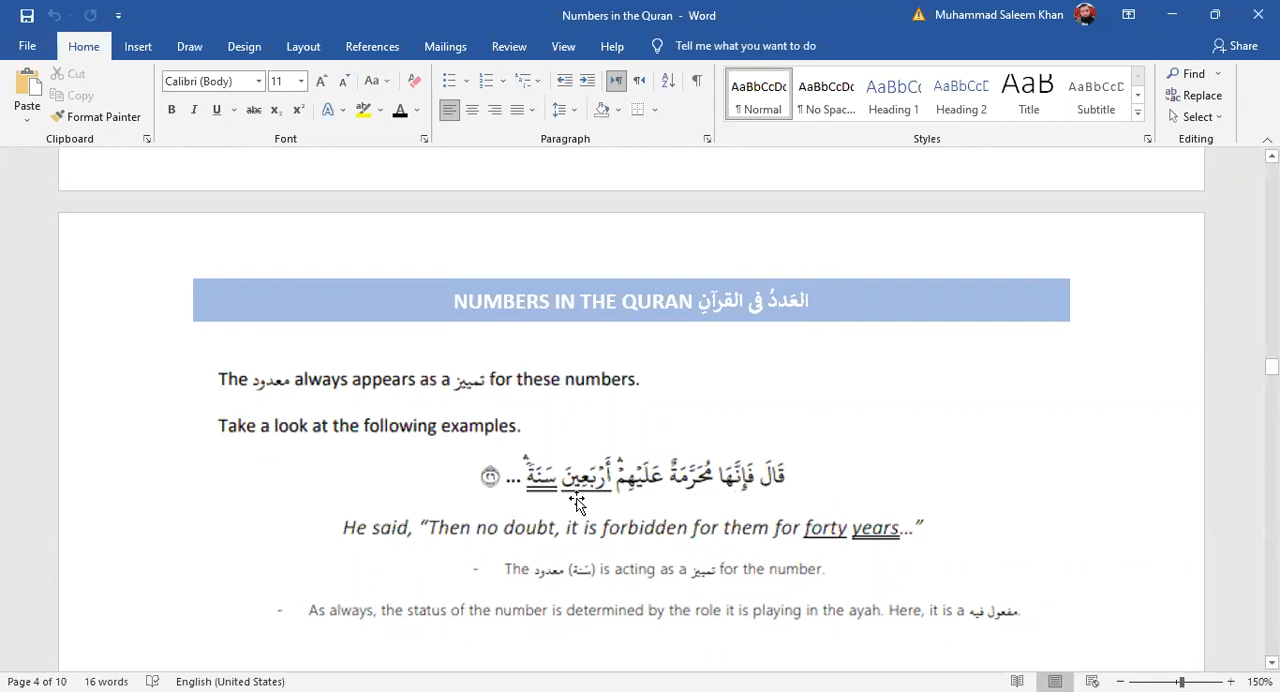 Numbers in the Quran - Word
Muhammad Saleem Khan
File Home Insert Draw Design Layout References Mailings Review View Help Tell me what you want to do Share
Paste
Cut
Copy
Format Painter
Clipboard
Calibri (Body) 11
Font
Paragraph
AaBbCcDc AaBbCcDc AaBbCc AaBbCcD AaB AaBbCcD
¶ Normal ¶ No Spac... Heading 1 Heading 2 Title Subtitle
Styles
Find
Replace
Select
Editing
NUMBERS IN THE QURAN العَددُ في القرآنِ
The معدود always appears as a تمييز for these numbers.
Take a look at the following examples.
قَالَ فَإِنَّهَا مُحَرَّمَةٌ عَلَيْهِمْۛ أَرْبَعِينَ سَنَةًۛ ... ٢٦
He said, “Then no doubt, it is forbidden for them for forty years...”
- The معدود (سَنة) is acting as a تمييز for the number.
- As always, the status of the number is determined by the role it is playing in the ayah. Here, it is a مفعول فيه.
Page 4 of 10 16 words English (United States) 150%